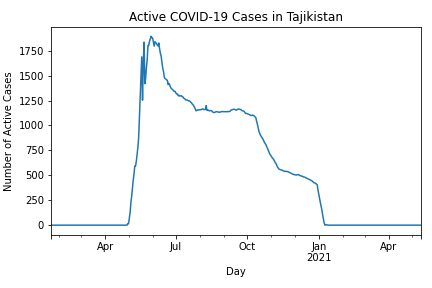 Active COVID-19 Cases in Tajikistan
Number of Active Cases
1750
1500
1250
1000
750
500
250
0
Apr
Jul
Oct
Jan
2021
Apr
Day